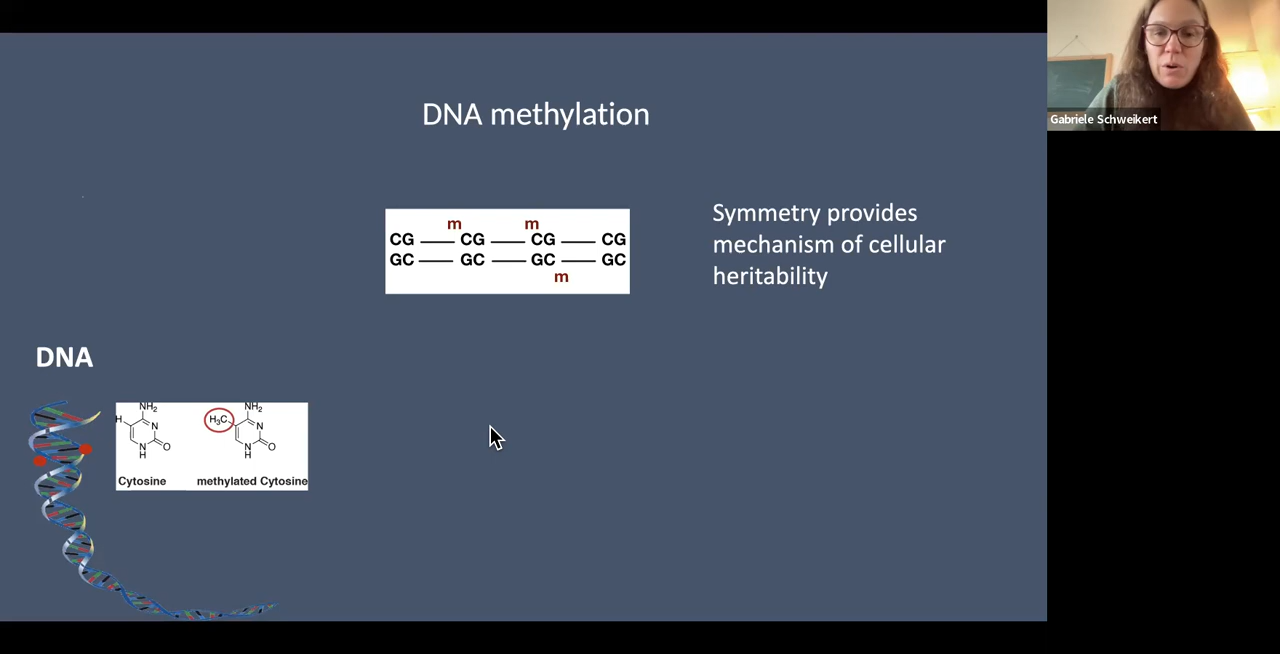 DNA methylation
m m
CG CG CG CG
GC GC GC GC
m
Symmetry provides
mechanism of cellular
heritability
DNA
NH₂
H
N
N
H
O
Cytosine
NH₂
H₃C
N
N
H
O
methylated Cytosine
Gabriele Schweikert